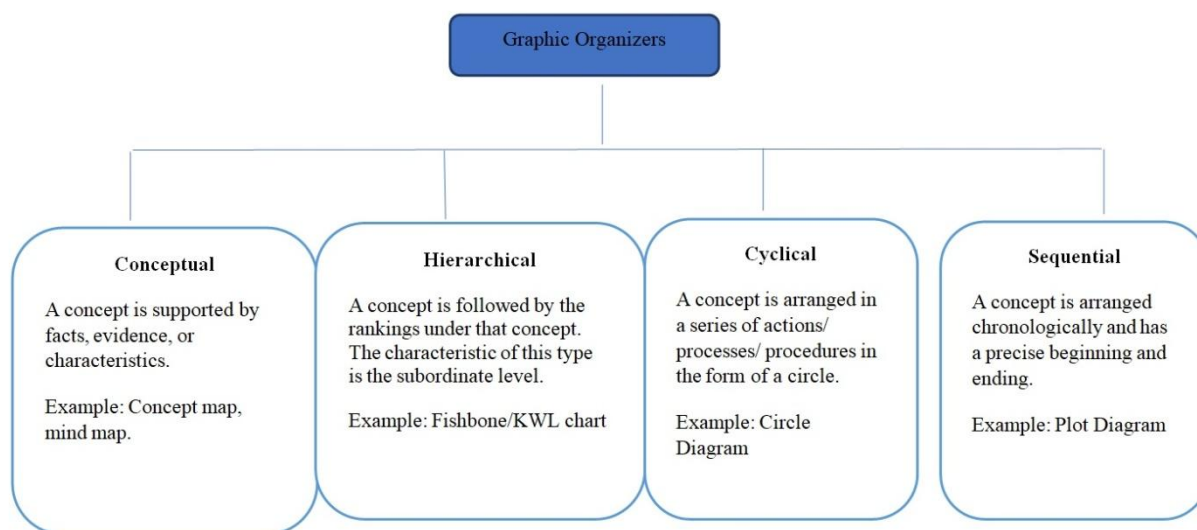 Graphic Organizers
Conceptual
A concept is supported by
facts, evidence, or
characteristics.
Example: Concept map,
mind map.
Hierarchical
A concept is followed by the
rankings under that concept.
The characteristic of this type
is the subordinate level.
Example: Fishbone/KWL chart
Cyclical
A concept is arranged in
a series of actions/
processes/ procedures in
the form of a circle.
Example: Circle
Diagram
Sequential
A concept is arranged
chronologically and has
a precise beginning and
ending.
Example: Plot Diagram